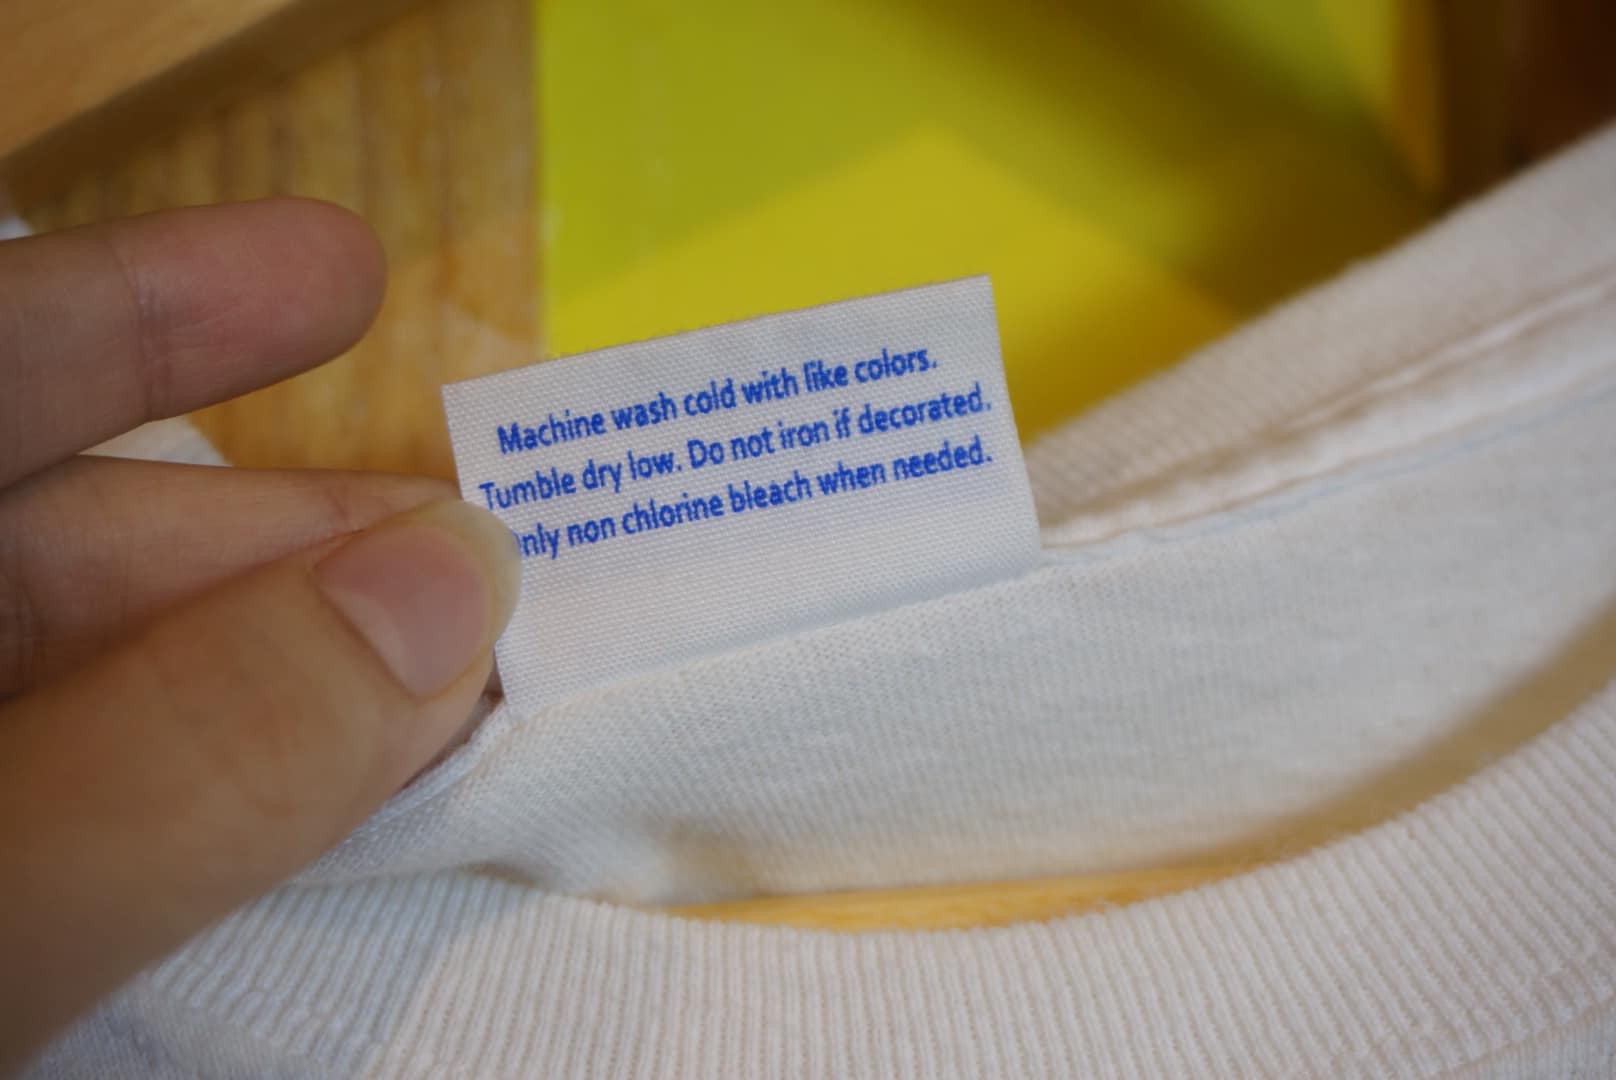 Machine wash cold with like colors.
Tumble dry low. Do not iron if decorated.
nly non chlorine bleach when needed.